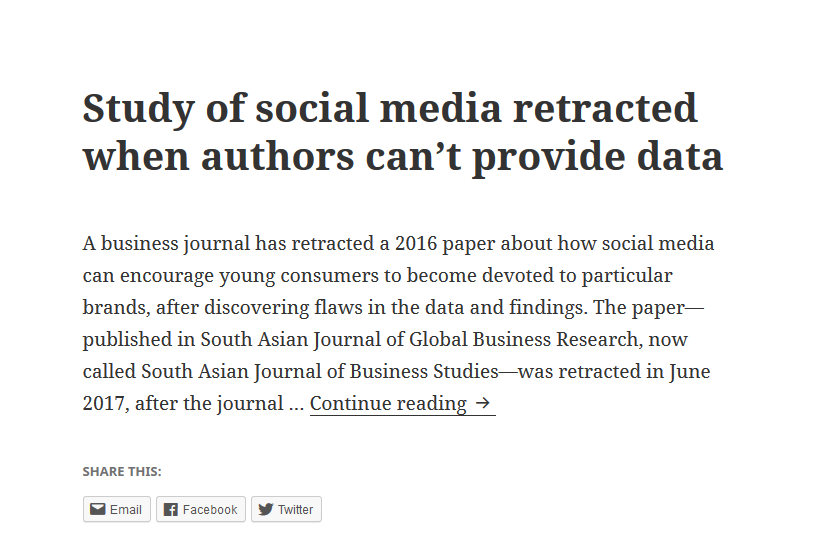 Study of social media retracted
when authors can’t provide data
A business journal has retracted a 2016 paper about how social media
can encourage young consumers to become devoted to particular
brands, after discovering flaws in the data and findings. The paper—
published in South Asian Journal of Global Business Research, now
called South Asian Journal of Business Studies—was retracted in June
2017, after the journal … Continue reading →
SHARE THIS:
Email Facebook Twitter